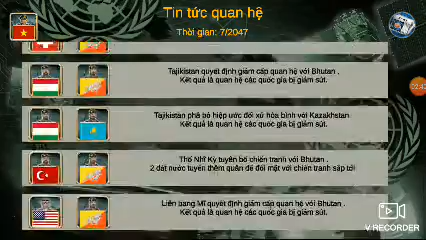 Tin tức quan hệ
Thời gian: 7/2047
02:42
Tajikistan quyết định giảm cấp quan hệ với Bhutan .
Kết quả là quan hệ các quốc gia bị giảm sút.
Tajikistan phá bỏ hiệp ước đối xử hòa bình với Kazakhstan
Kết quả là quan hệ các quốc gia bị giảm sút.
Thổ Nhĩ Kỳ tuyên bố chiến tranh với Bhutan .
2 đất nước tuyển thêm quân để đối mặt với chiến tranh sắp tới
Liên bang Mĩ quyết định giảm cấp quan hệ với Bhutan .
Kết quả là quan hệ các quốc gia bị giảm sút.
V RECORDER